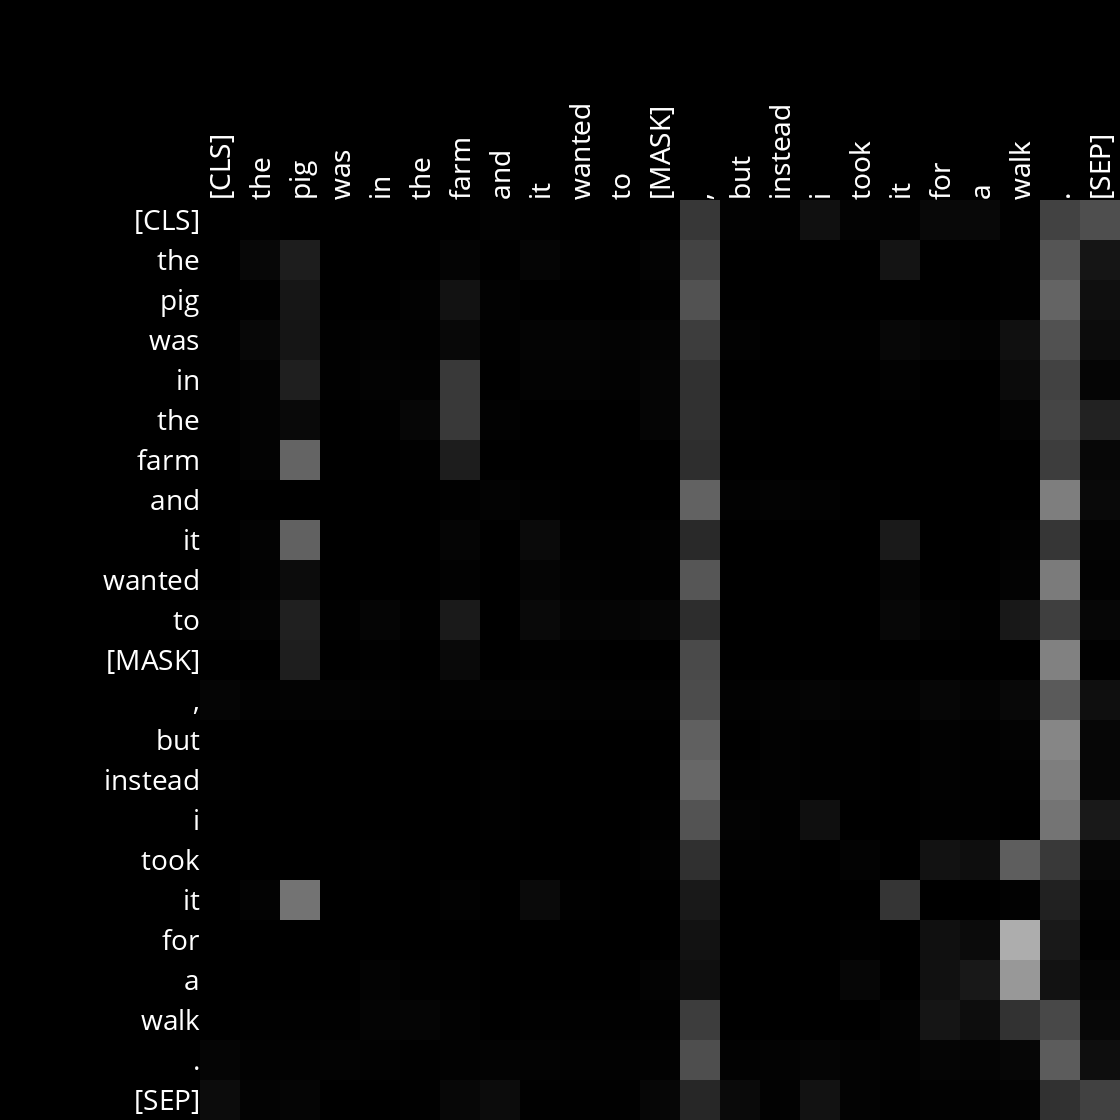 [CLS] the pig was in the farm and it wanted to [MASK] , but instead i took it for a walk . [SEP]
[CLS]
the
pig
was
in
the
farm
and
it
wanted
to
[MASK]
,
but
instead
i
took
it
for
a
walk
.
[SEP]